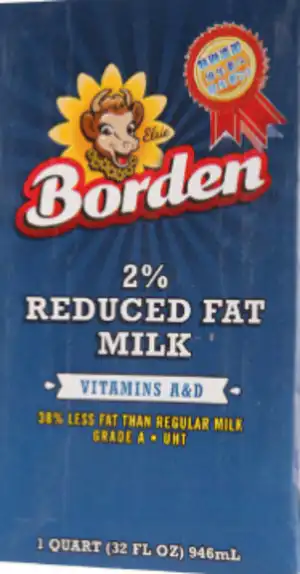 Elsie
Borden
2%
REDUCED FAT
MILK
VITAMINS A&D
38% LESS FAT THAN REGULAR MILK
GRADE A • UHT
1 QUART (32 FL OZ) 946mL